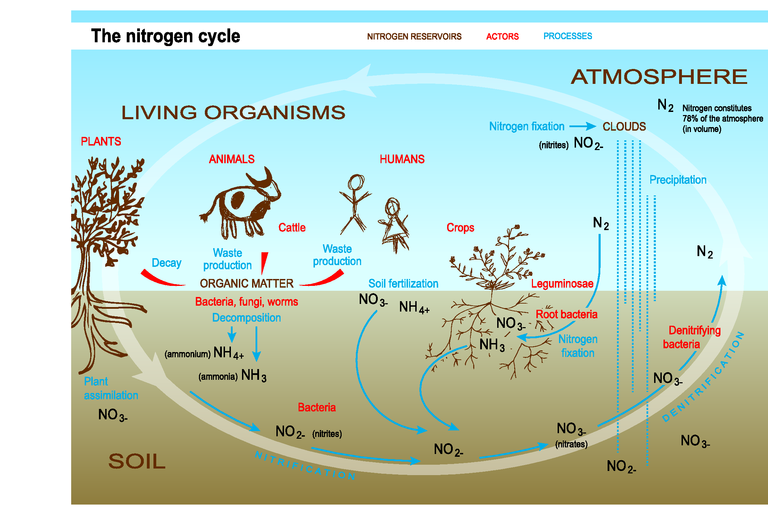 The nitrogen cycle
NITROGEN RESERVOIRS
ACTORS
PROCESSES
ATMOSPHERE
N2
Nitrogen constitutes
78% of the atmosphere
(in volume)
LIVING ORGANISMS
Nitrogen fixation
CLOUDS
(nitrites) NO2-
PLANTS
ANIMALS
HUMANS
Precipitation
Cattle
Crops
N2
N2
Decay
Waste
production
Waste
production
ORGANIC MATTER
Soil fertilization
Leguminosae
Bacteria, fungi, worms
Decomposition
NO3-
NH4+
Root bacteria
NO3-
Nitrogen
fixation
NH3
Denitrifying
bacteria
(ammonium) NH4+
(ammonia) NH3
Plant
assimilation
NO3-
NO3-
DENITRIFICATION
Bacteria
NO2- (nitrites)
NO3-
(nitrates)
NO3-
NO2-
SOIL
NITRIFICATION
NO2-